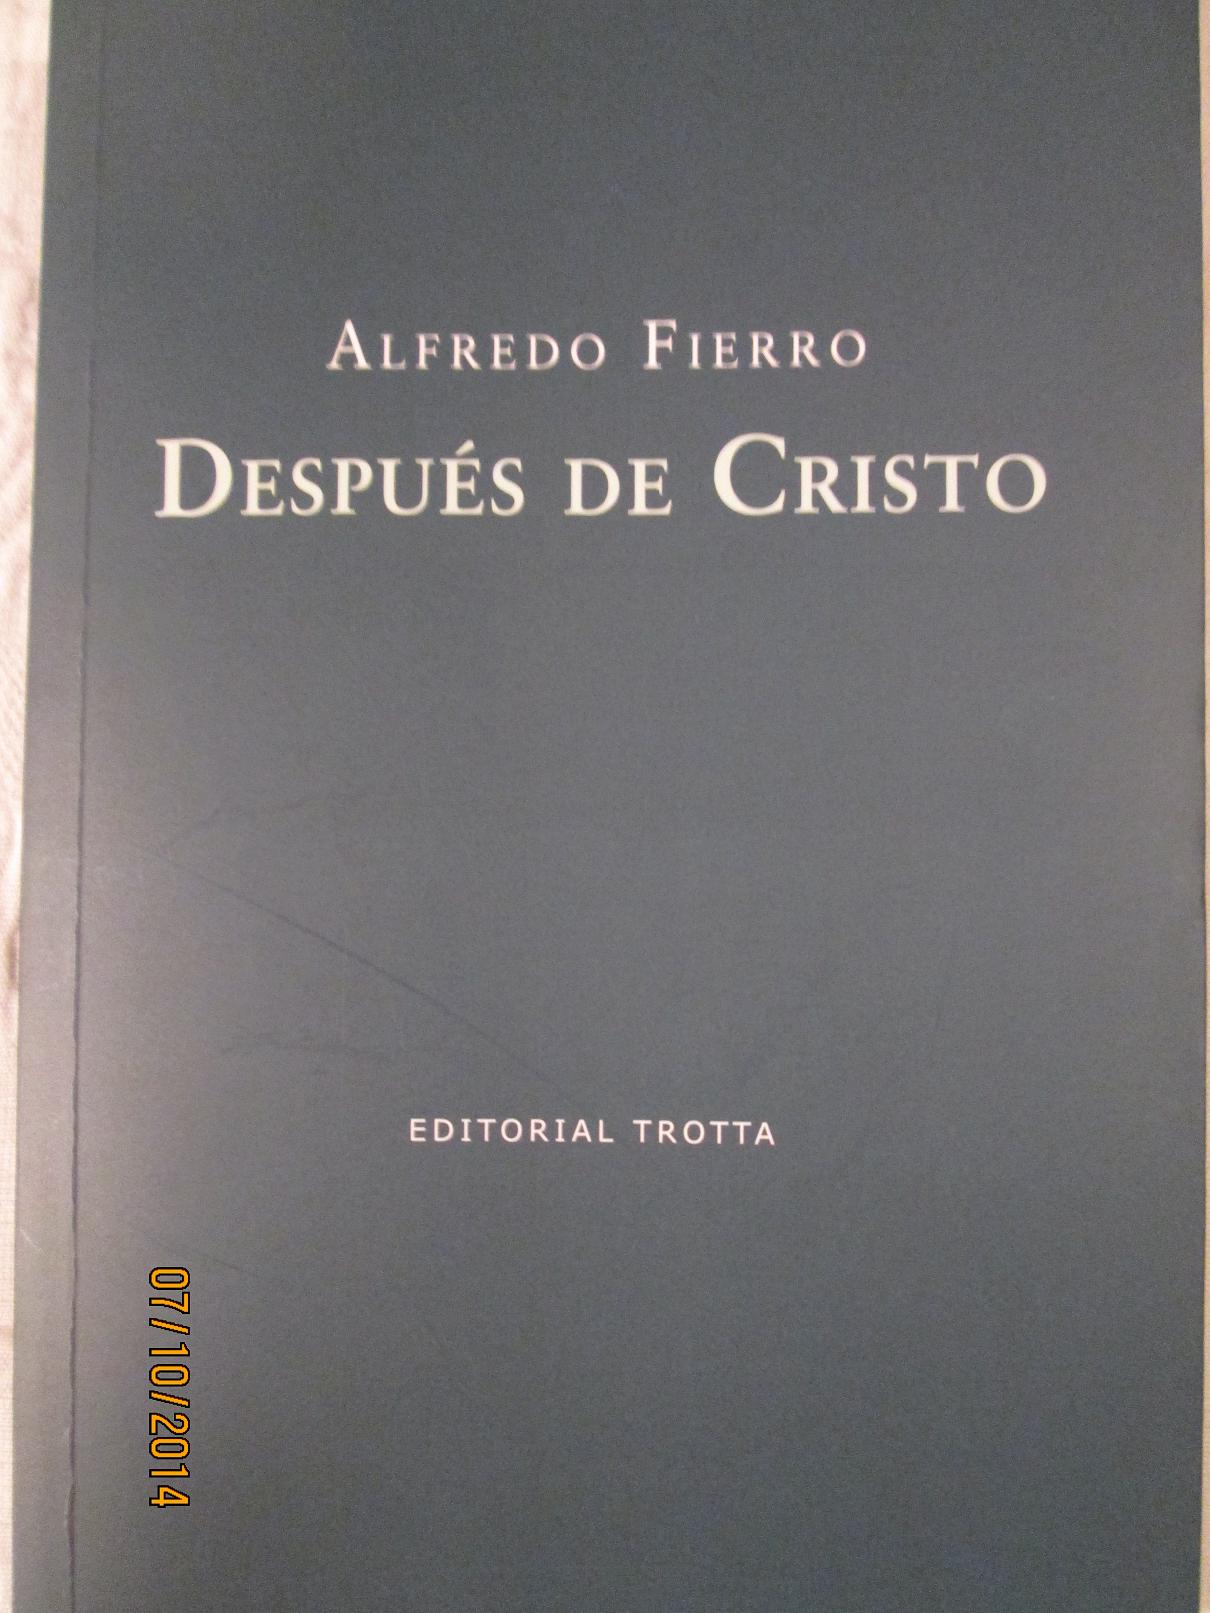 ALFREDO FIERRO
DESPUÉS DE CRISTO
EDITORIAL TROTTA
07/10/2014